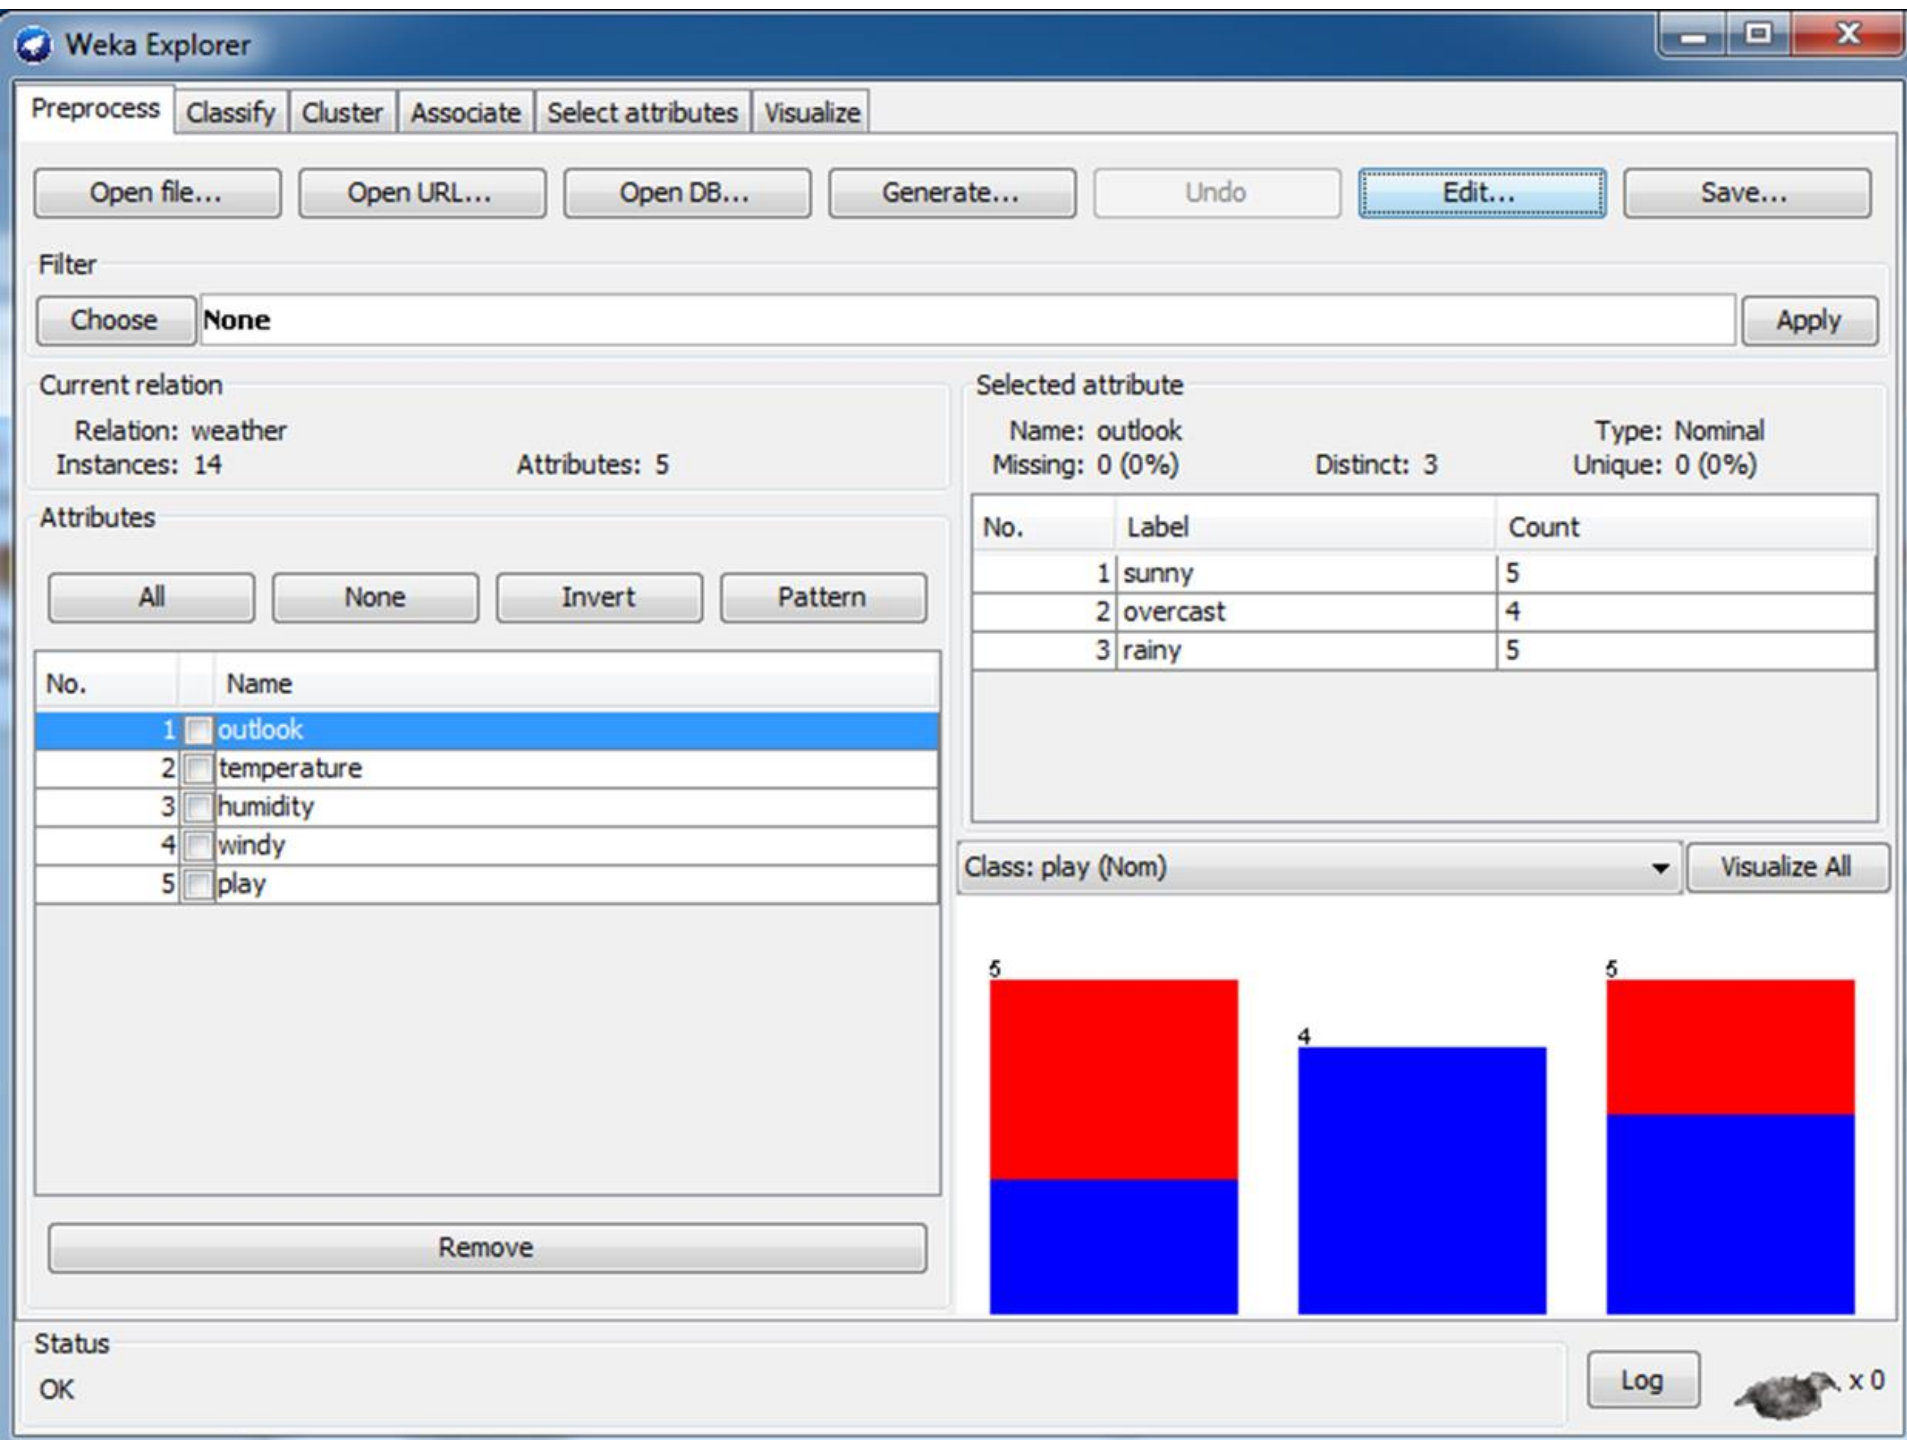 Weka Explorer
Preprocess Classify Cluster Associate Select attributes Visualize
Open file... Open URL... Open DB... Generate... Undo Edit... Save...
Filter
Choose None Apply
Current relation
Relation: weather
Instances: 14 Attributes: 5
Attributes
All None Invert Pattern
No. Name
1 outlook
2 temperature
3 humidity
4 windy
5 play
Remove
Selected attribute
Name: outlook Type: Nominal
Missing: 0 (0%) Distinct: 3 Unique: 0 (0%)
No. Label Count
1 sunny 5
2 overcast 4
3 rainy 5
Class: play (Nom) Visualize All
5 4 5
Status
OK
Log x 0